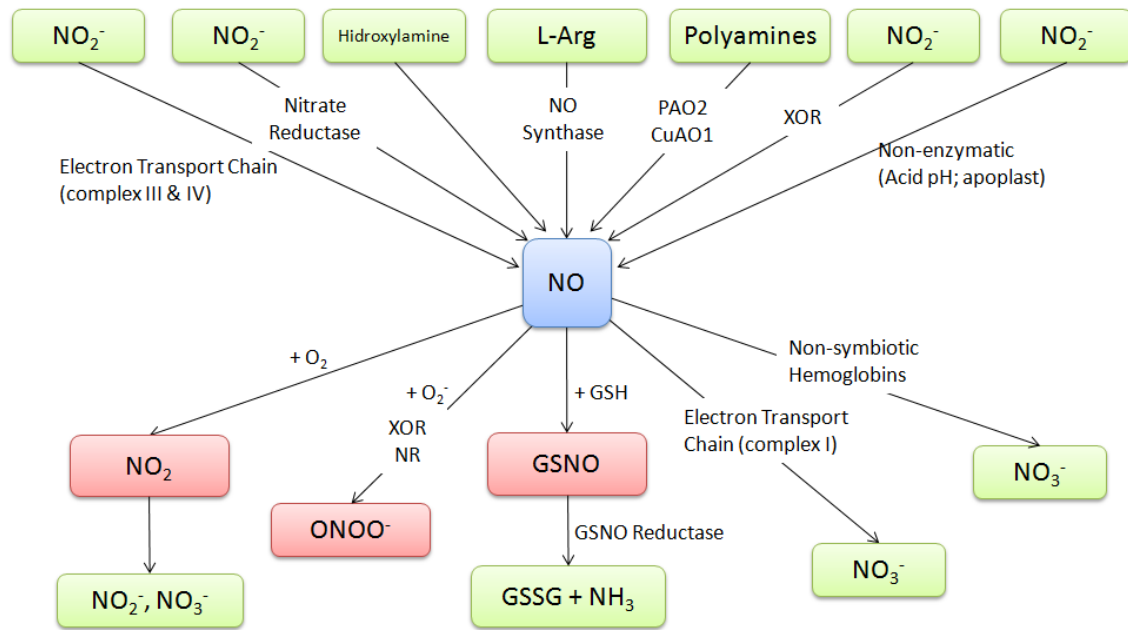 NO₂⁻
NO₂⁻
Hidroxylamine
L-Arg
Polyamines
NO₂⁻
NO₂⁻
Nitrate
Reductase
NO
Synthase
PAO2
CuAO1
XOR
Electron Transport Chain
(complex III & IV)
Non-enzymatic
(Acid pH; apoplast)
NO
+ O₂
+ O₂⁻
XOR
NR
+ GSH
Electron Transport
Chain (complex I)
Non-symbiotic
Hemoglobins
NO₂
ONOO⁻
GSNO
NO₃⁻
GSNO Reductase
NO₂⁻, NO₃⁻
GSSG + NH₃
NO₃⁻